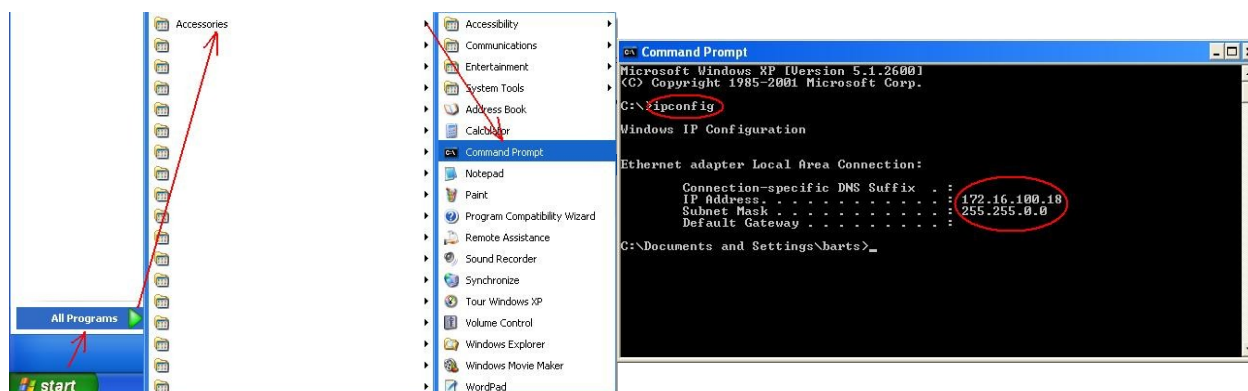 Accessories
All Programs
start
Accessibility
Communications
Entertainment
System Tools
Address Book
Calculator
Command Prompt
Notepad
Paint
Program Compatibility Wizard
Remote Assistance
Sound Recorder
Synchronize
Tour Windows XP
Volume Control
Windows Explorer
Windows Movie Maker
WordPad
Command Prompt
Microsoft Windows XP [Version 5.1.2600]
(C) Copyright 1985-2001 Microsoft Corp.
C:\>ipconfig
Windows IP Configuration
Ethernet adapter Local Area Connection:
Connection-specific DNS Suffix . :
IP Address. . . . . . . . . . . . : 172.16.100.18
Subnet Mask . . . . . . . . . . . : 255.255.0.0
Default Gateway . . . . . . . . . :
C:\Documents and Settings\barts>_